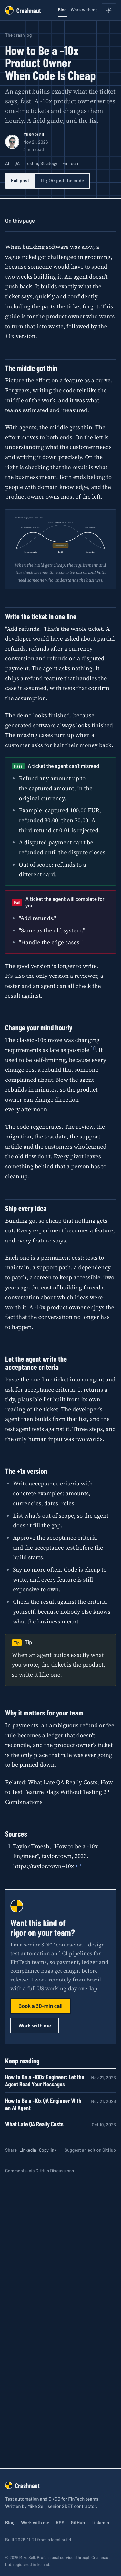 Crashnaut
Blog
Work with me
The crash log
How to Be a -10x
Product Owner
When Code Is Cheap
An agent builds exactly what the ticket
says, fast. A -10x product owner writes
one-line tickets and keeps changing them.
A field guide, and the fix.
Mike Sell
Nov 21, 2025
3 min read
AI
QA
Testing Strategy
FinTech
Full post
TL;DR: just the code
On this page
When building software was slow, a
vague ticket got challenged in grooming,
because someone was about to spend
two weeks building it. An agent doesn't
push back. It builds exactly what the
ticket says, quickly and confidently,
including the parts the ticket forgot. This
guide is for the product owner who wants
to turn that into waste, followed by the
+1x version.
The middle got thin
Picture the effort on a feature as a curve.
For years, writing the code felt like the
middle of the work, and it was what
everyone estimated and measured.
With agents, the middle gets thin. The
effort moves to both ends. On the left is
understanding what the business wants
and writing it down precisely. On the
right is checking that the result is what
the business meant. Both ends belong to
people with domain knowledge, and the
product owner owns most of the left.
When the build gets cheap, the requirement and
the check become the expensive parts, and both
need someone who understands the business.
Write the ticket in one line
"Add refunds." That's the whole ticket. A
developer would have asked about partial
refunds, refunds after a currency
conversion and refunds on a disputed
payment. The agent asks nothing. It
ships a refund feature that refunds the
case it assumed, with tests that confirm
the assumption.
The demo looks finished, because
generated software always looks finished.
The missing cases turn up when a
customer asks for half their money back.
Pass
A ticket the agent can't misread
Refund any amount up to
the captured amount, in the
original currency.
Example: captured 100.00 EUR,
refunded 30.00, then 70.00. A
third refund of 0.01 is rejected.
A disputed payment can't be
refunded until the dispute closes.
Out of scope: refunds to a
different card.
Fail
A ticket the agent will complete for
you
"Add refunds."
"Same as the old system."
"Handle the edge cases."
The good version is longer to write.
It's also the only version a reviewer, a
tester and an agent can all check the
result against.
Change your mind hourly
The classic -10x move was changing
requirements as late as possible [1]. It
used to be self-limiting, because every
change cost a rebuild and someone
complained about it. Now the agent
rebuilds in minutes, so a product
owner can change direction
every afternoon.
The code regenerates. The review, the
migration, the test data, the support
article and the customers who learned
the old flow don't. Every pivot leaves
something behind that a person has to
clean up.
Ship every idea
Building got so cheap that nothing gets
cut. Every experiment becomes a feature,
and every feature stays.
Each one is a permanent cost: tests to
maintain, a support path, a dependency
to patch, a screen to keep accessible. Two
years ago the cost of building forced a
conversation about which ideas were
worth it. A -10x product owner enjoys the
fact that the conversation no longer has
to happen.
Let the agent write the
acceptance criteria
Paste the one-line ticket into an agent and
ask for acceptance criteria. It returns a
tidy, plausible list built from its own
reading of the ticket. The developer's
agent then builds from that list, and the
test agent tests against it. Three steps, and
the only human input was two words.
The +1x version
Write acceptance criteria with
concrete examples: amounts,
currencies, dates, roles.
List what's out of scope, so the agent
doesn't fill the gap.
Approve the acceptance criteria
and the acceptance test before the
build starts.
Say no more often. Code is cheap to
write, and every feature is still
expensive to own.
Check the result against the criteria
yourself, because nobody else knows
what the business meant.
Tip
Tip
When an agent builds exactly what
you wrote, the ticket is the product,
so write it like one.
Why it matters for your team
In payments, an ambiguous refund or fee
rule becomes a ledger that doesn't
reconcile, and the product owner's ticket
is the only place that rule was ever going
to be pinned down.
Related: What Late QA Really Costs, How
to Test Feature Flags Without Testing 2ⁿ
Combinations
Sources
1. Taylor Troesh, "How to be a -10x
Engineer", taylor.town, 2023.
https://taylor.town/-10x ↩
Want this kind of
rigor on your team?
I'm a senior SDET contractor. I design
test automation and CI pipelines for
FinTech teams, so payment, ledger and
compliance bugs get caught before
release. I work remotely from Brazil
with a full US working-day overlap.
Book a 30-min call
Work with me
Keep reading
How to Be a -100x Engineer: Let the
Agent Read Your Messages
Nov 21, 2025
How to Be a -10x QA Engineer With
an AI Agent
Nov 21, 2025
What Late QA Really Costs
Oct 10, 2025
Share
LinkedIn
Copy link
Suggest an edit on GitHub
Comments, via GitHub Discussions
Crashnaut
Test automation and CI/CD for FinTech teams.
Written by Mike Sell, senior SDET contractor.
Blog
Work with me
RSS
GitHub
LinkedIn